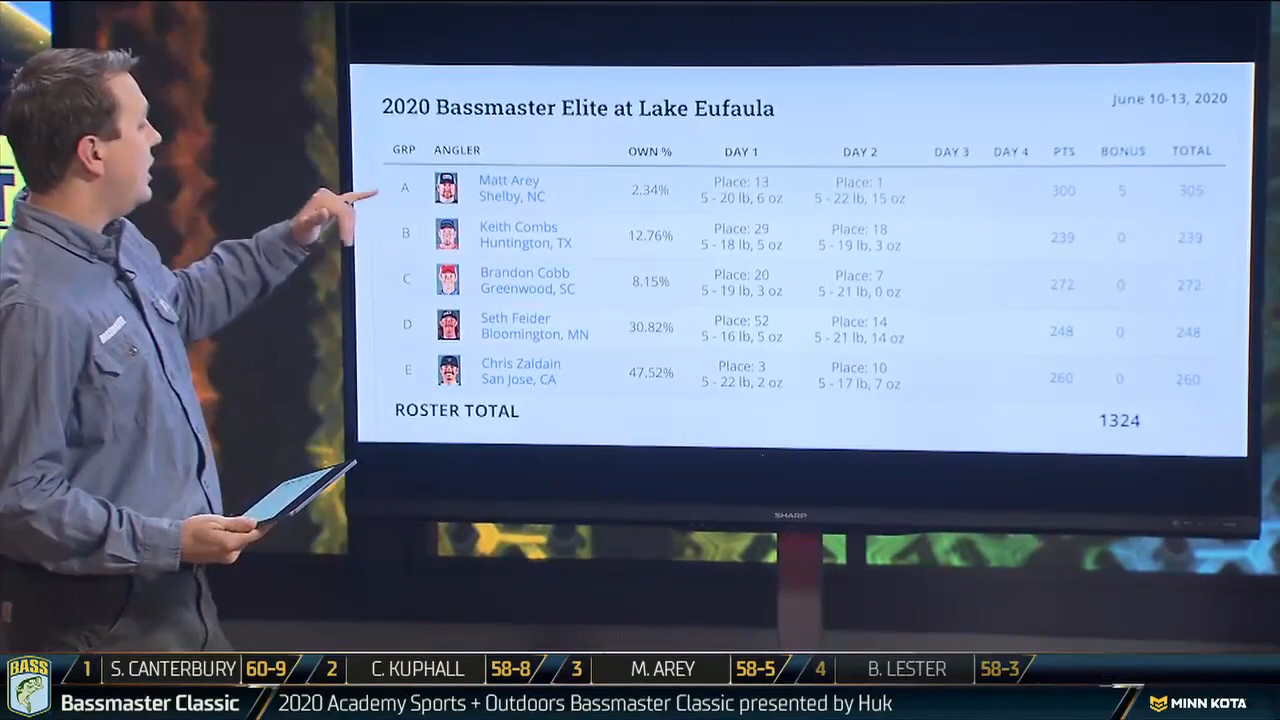 2020 Bassmaster Elite at Lake Eufaula
June 10-13, 2020
GRP ANGLER OWN % DAY 1 DAY 2 DAY 3 DAY 4 PTS BONUS TOTAL
A Matt Arey 2.34% Place: 13 Place: 1 300 5 305
Shelby, NC 5 - 20 lb, 6 oz 5 - 22 lb, 15 oz
B Keith Combs 12.76% Place: 29 Place: 18 239 0 239
Huntington, TX 5 - 18 lb, 5 oz 5 - 19 lb, 3 oz
C Brandon Cobb 8.15% Place: 20 Place: 7 272 0 272
Greenwood, SC 5 - 19 lb, 3 oz 5 - 21 lb, 0 oz
D Seth Feider 30.82% Place: 52 Place: 14 248 0 248
Bloomington, MN 5 - 16 lb, 5 oz 5 - 21 lb, 14 oz
E Chris Zaldain 47.52% Place: 3 Place: 10 260 0 260
San Jose, CA 5 - 22 lb, 2 oz 5 - 17 lb, 7 oz
ROSTER TOTAL 1324
SHARP
BASS 1 S. CANTERBURY 60-9 2 C. KUPHALL 58-8 3 M. AREY 58-5 4 B. LESTER 58-3
Bassmaster Classic 2020 Academy Sports + Outdoors Bassmaster Classic presented by Huk MINN KOTA